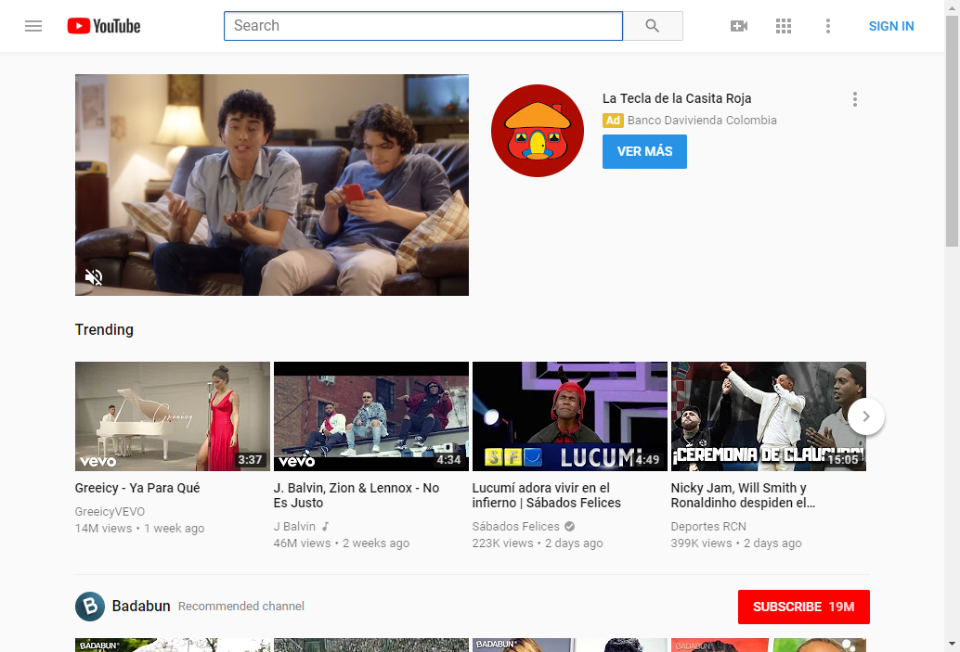 YouTube
Search
SIGN IN
La Tecla de la Casita Roja
Ad Banco Davivienda Colombia
VER MÁS
Trending
Greeicy
vevo
3:37
vevo
4:34
SFJ LUCUMÍ
4:49
¡CEREMONIA DE CLAUSURA!
15:05
Greeicy - Ya Para Qué
GreeicyVEVO
14M views • 1 week ago
J. Balvin, Zion & Lennox - No
Es Justo
J Balvin
46M views • 2 weeks ago
Lucumí adora vivir en el
infierno | Sábados Felices
Sábados Felices
223K views • 2 days ago
Nicky Jam, Will Smith y
Ronaldinho despiden el...
Deportes RCN
399K views • 2 days ago
B
Badabun Recommended channel
SUBSCRIBE 19M
BADABUN
BADABUN
BADABUN